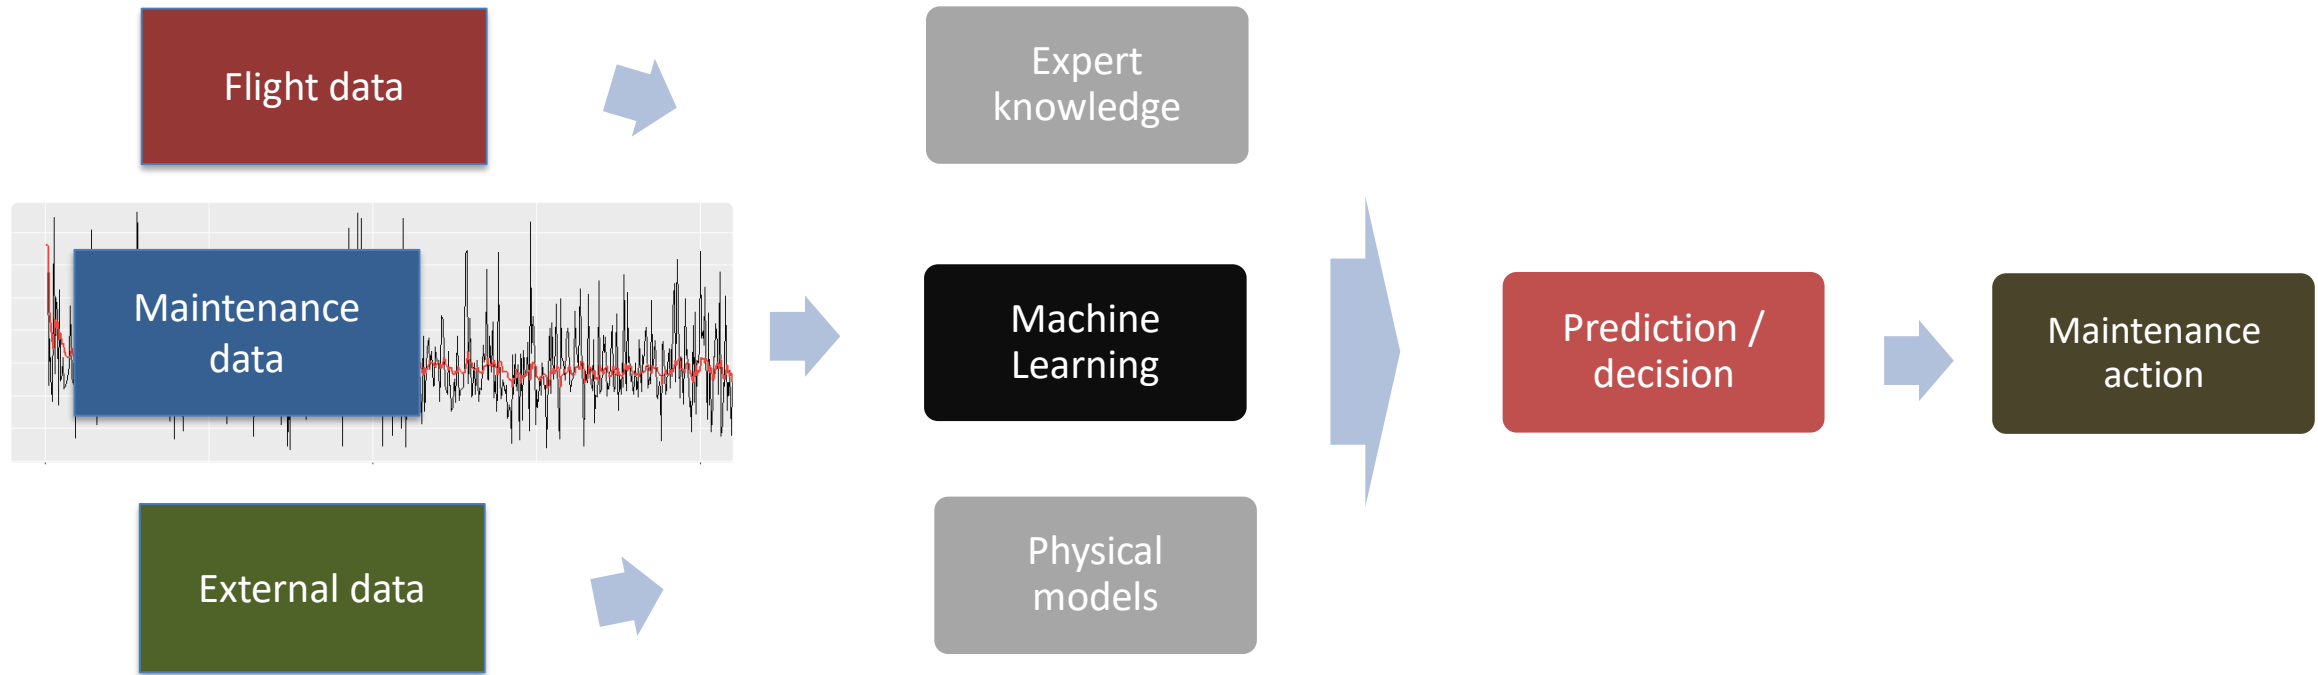 Flight data
Maintenance
data
External data
Expert
knowledge
Machine
Learning
Physical
models
Prediction /
decision
Maintenance
action